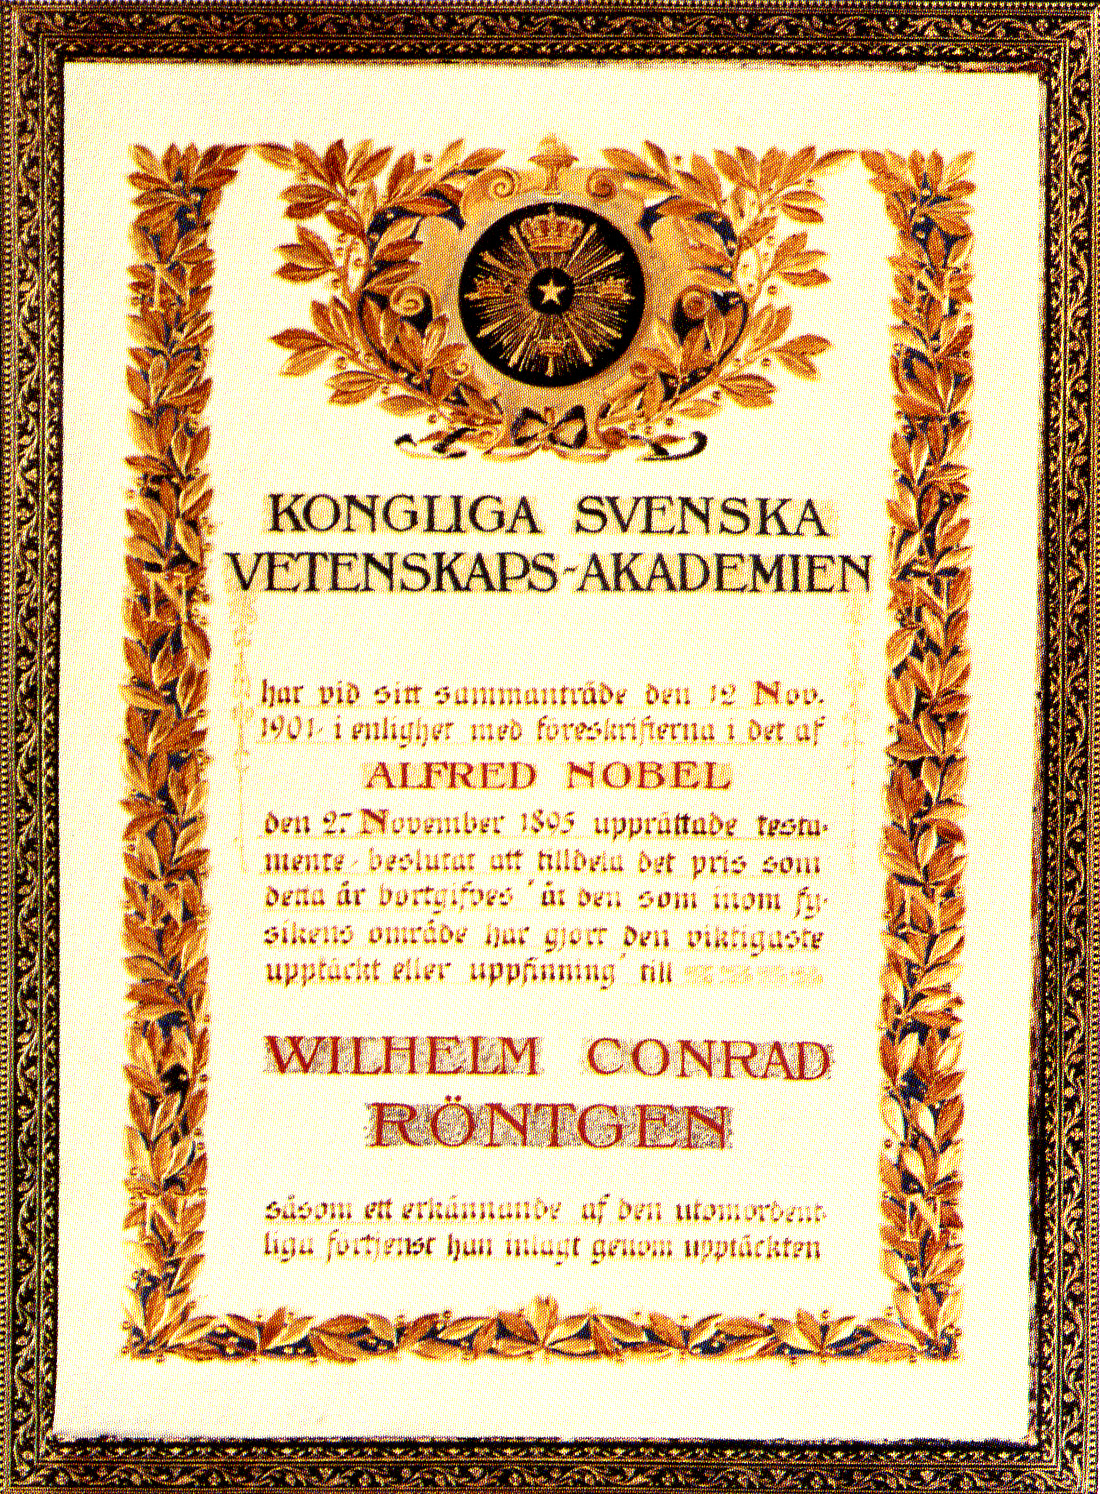 KONGLIGA SVENSKA
VETENSKAPS-AKADEMIEN
har vid sitt sammanträde den 12 Nov.
1901 i enlighet med föreskrifterna i det af
ALFRED NOBEL
den 27 November 1895 upprättade testa-
mente beslutat att tilldela det pris som
detta år bortgifves "åt den som inom fy-
sikens område har gjort den viktigaste
upptäckt eller uppfinning" till
WILHELM CONRAD
RÖNTGEN
såsom ett erkännande af den utomordent-
liga förtjenst han inlagt genom upptäckten